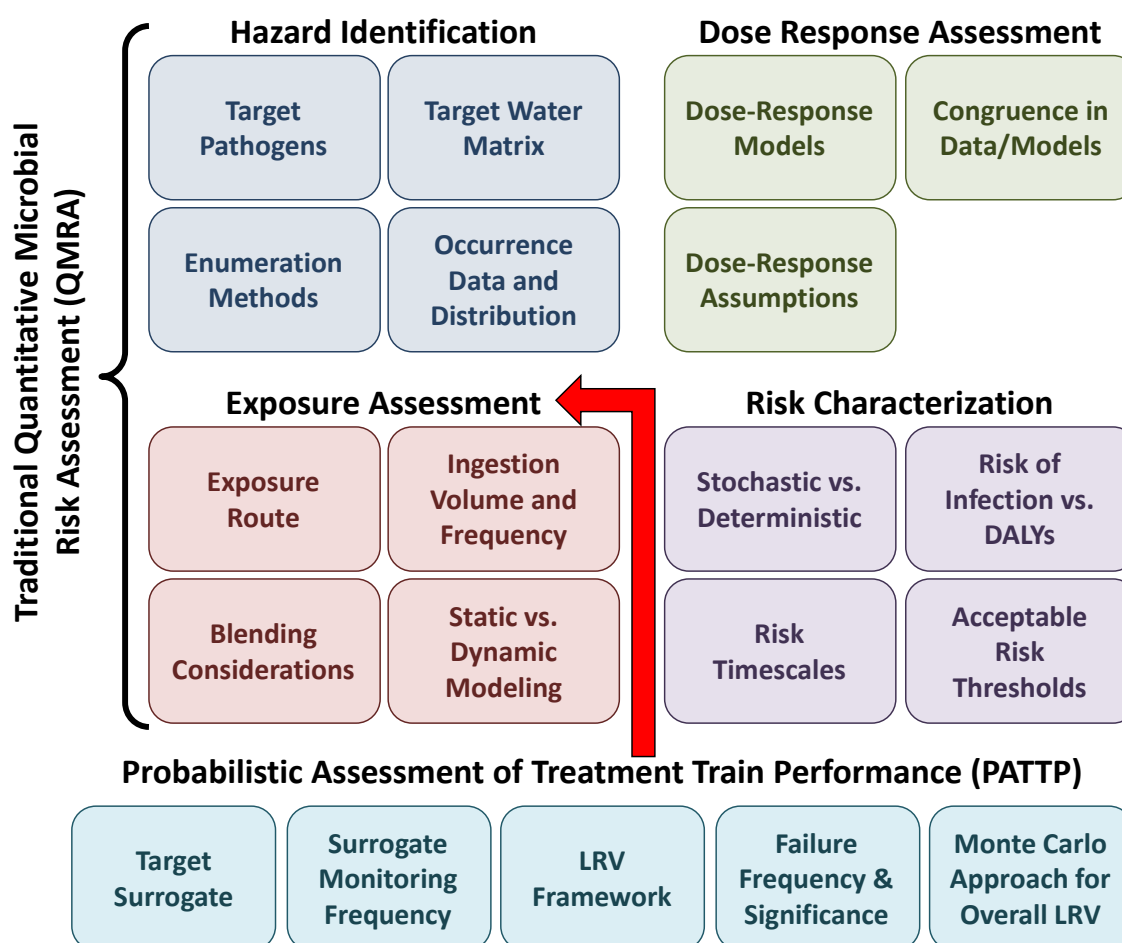 Traditional Quantitative Microbial
Risk Assessment (QMRA)
Hazard Identification
Target
Pathogens
Target Water
Matrix
Enumeration
Methods
Occurrence
Data and
Distribution
Dose Response Assessment
Dose-Response
Models
Congruence in
Data/Models
Dose-Response
Assumptions
Exposure Assessment
Exposure
Route
Ingestion
Volume and
Frequency
Blending
Considerations
Static vs.
Dynamic
Modeling
Risk Characterization
Stochastic vs.
Deterministic
Risk of
Infection vs.
DALYs
Risk
Timescales
Acceptable
Risk
Thresholds
Probabilistic Assessment of Treatment Train Performance (PATTP)
Target
Surrogate
Surrogate
Monitoring
Frequency
LRV
Framework
Failure
Frequency &
Significance
Monte Carlo
Approach for
Overall LRV